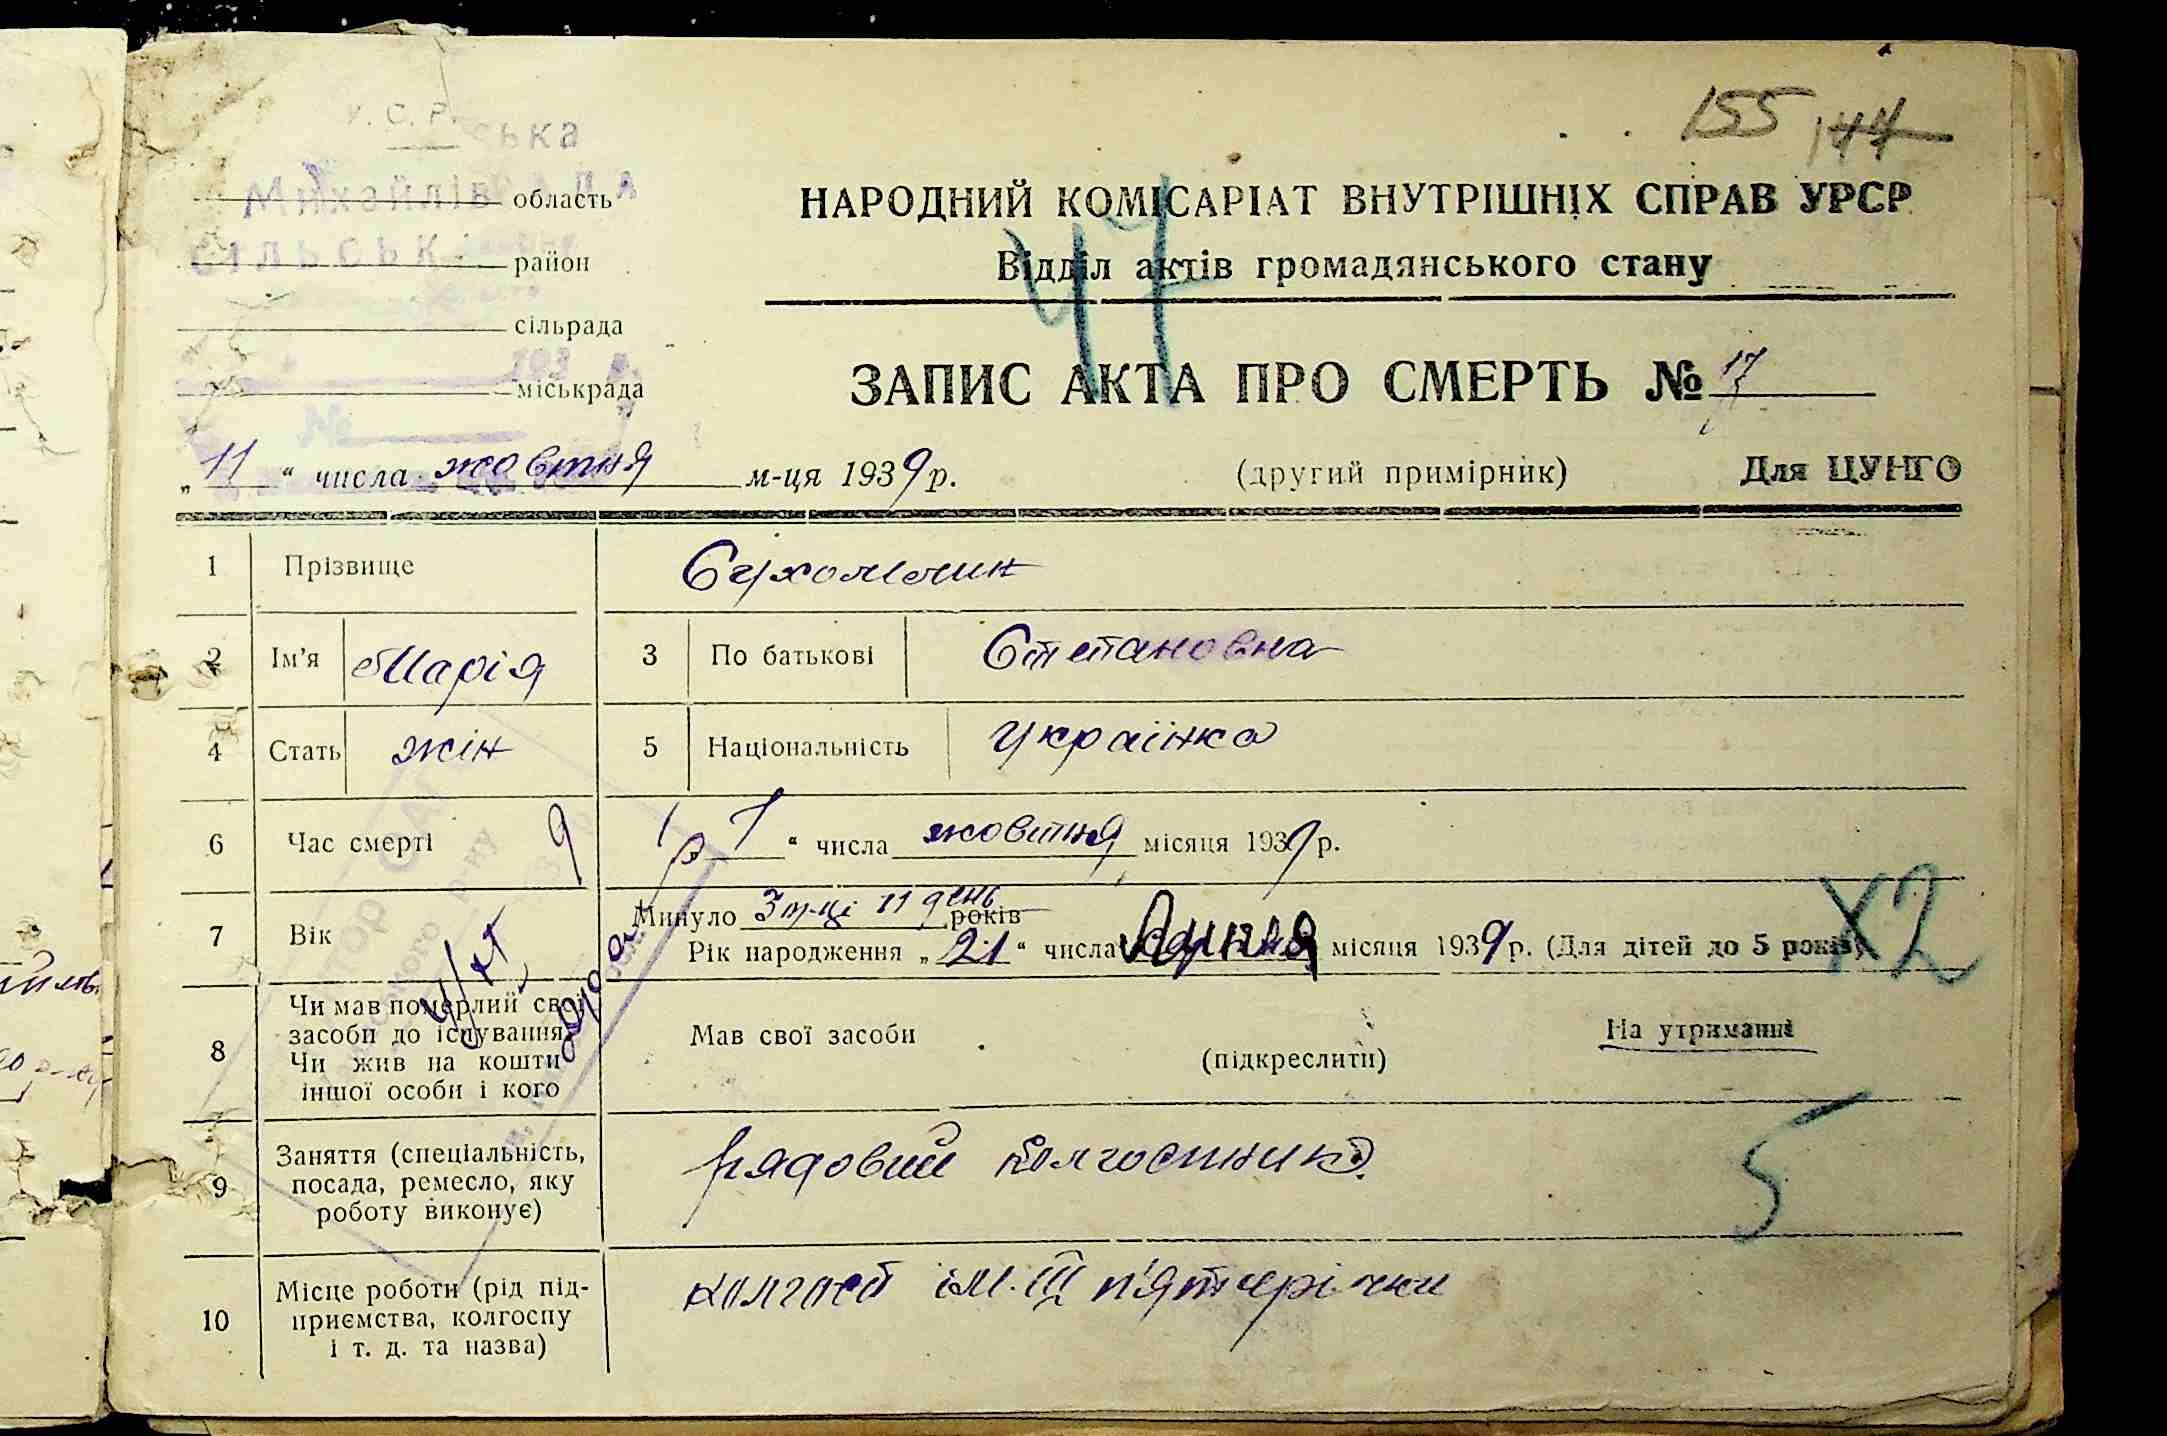 155 144
У. С. Р.
Михайлів область
сільськ район
сільрада
міськрада
НАРОДНИЙ КОМІСАРІАТ ВНУТРІШНІХ СПРАВ УРСР
Відділ актів громадянського стану
47
ЗАПИС АКТА ПРО СМЕРТЬ № 17
„11“ числа жовтня м-ця 1939 р. (другий примірник) Для ЦУНГО
1 Прізвище Сухомлин
2 Ім’я Марія 3 По батькові Степановна
4 Стать жін 5 Національність Українка
6 Час смерті 9 „1“ числа жовтня місяця 1939 р.
7 Вік Минуло 3 м-ці 11 день років
Рік народження „21“ числа липня місяця 1939 р. (Для дітей до 5 років)
Х2
8 Чи мав померлий свої засоби до існування
Чи жив на кошти іншої особи і кого
Мав свої засоби (підкреслити) На утриманні
9 Заняття (спеціальність, посада, ремесло, яку роботу виконує) рядовий колгоспник
5
10 Місце роботи (рід підприємства, колгоспу і т. д. та назва) колгосп ім. III п'ятирічки